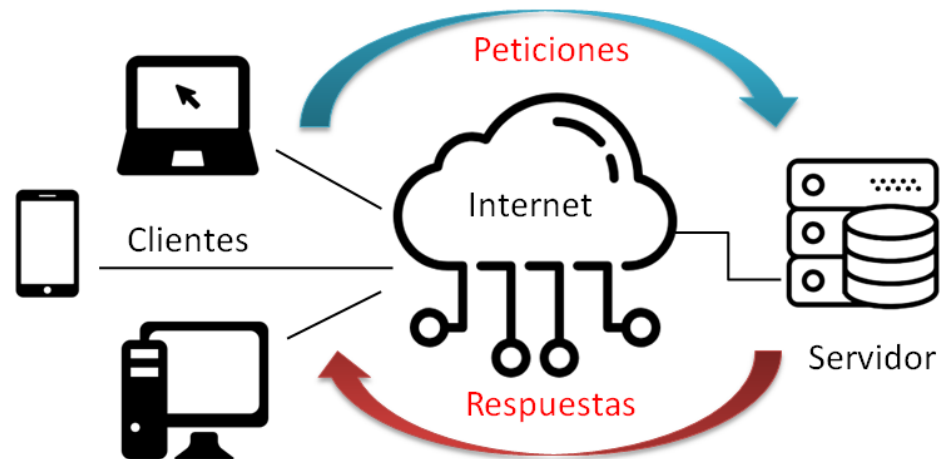 Peticiones
Internet
Clientes
Servidor
Respuestas